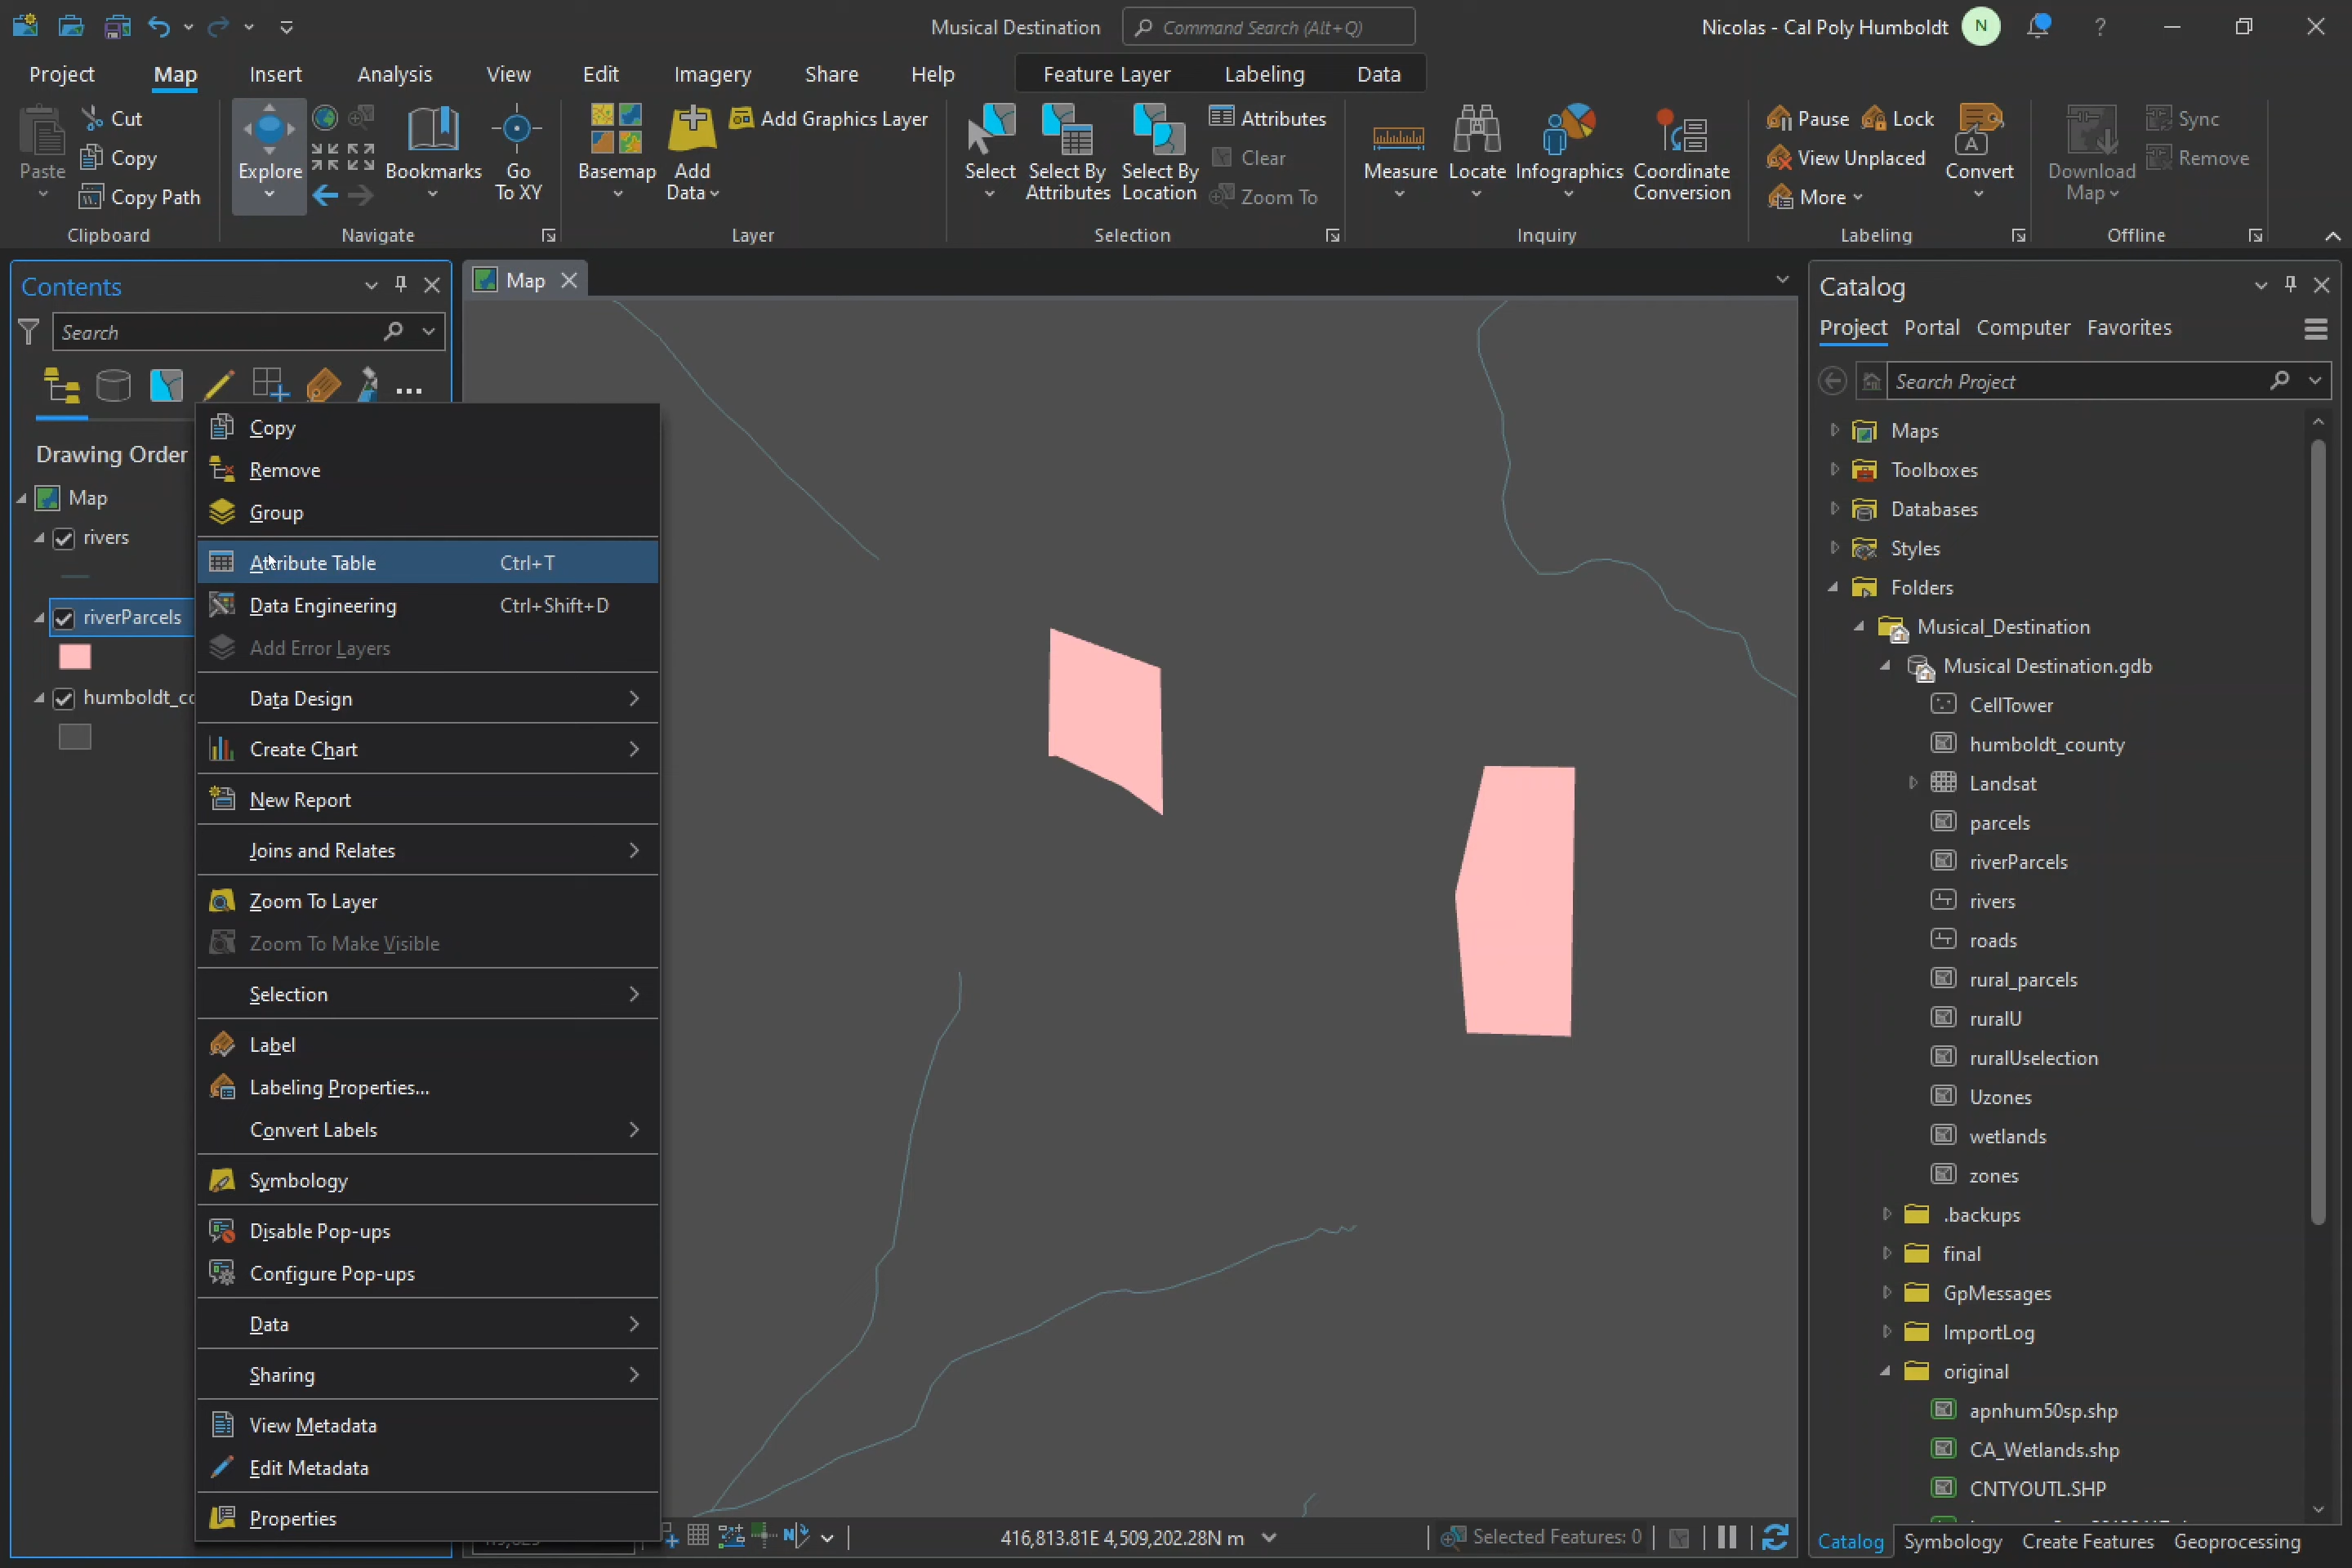 Musical Destination
Command Search (Alt+Q)
Nicolas - Cal Poly Humboldt
N
?
Project
Map
Insert
Analysis
View
Edit
Imagery
Share
Help
Feature Layer
Labeling
Data
Paste
Cut
Copy
Copy Path
Clipboard
Explore
Bookmarks
Go
To XY
Navigate
Basemap
Add
Data
Add Graphics Layer
Layer
Select
Select By
Attributes
Select By
Location
Attributes
Clear
Zoom To
Selection
Measure
Locate
Infographics
Coordinate
Conversion
Inquiry
Pause
Lock
View Unplaced
More
A
Convert
Labeling
Download
Map
Sync
Remove
Offline
Contents
Search
Drawing Order
Map
rivers
riverParcels
Copy
Remove
Group
Attribute Table Ctrl+T
Data Engineering Ctrl+Shift+D
Add Error Layers
Data Design
Create Chart
New Report
Joins and Relates
Zoom To Layer
Zoom To Make Visible
Selection
Label
Labeling Properties...
Convert Labels
Symbology
Disable Pop-ups
Configure Pop-ups
Data
Sharing
View Metadata
Edit Metadata
Properties
Map
416,813.81E 4,509,202.28N m
Selected Features: 0
Catalog
Project Portal Computer Favorites
Search Project
Maps
Toolboxes
Databases
Styles
Folders
Musical_Destination
Musical Destination.gdb
CellTower
humboldt_county
Landsat
parcels
riverParcels
rivers
roads
rural_parcels
ruralU
ruralUselection
Uzones
wetlands
zones
.backups
final
GpMessages
ImportLog
original
apnhum50sp.shp
CA_Wetlands.shp
CNTYOUTL.SHP
Catalog Symbology Create Features Geoprocessing